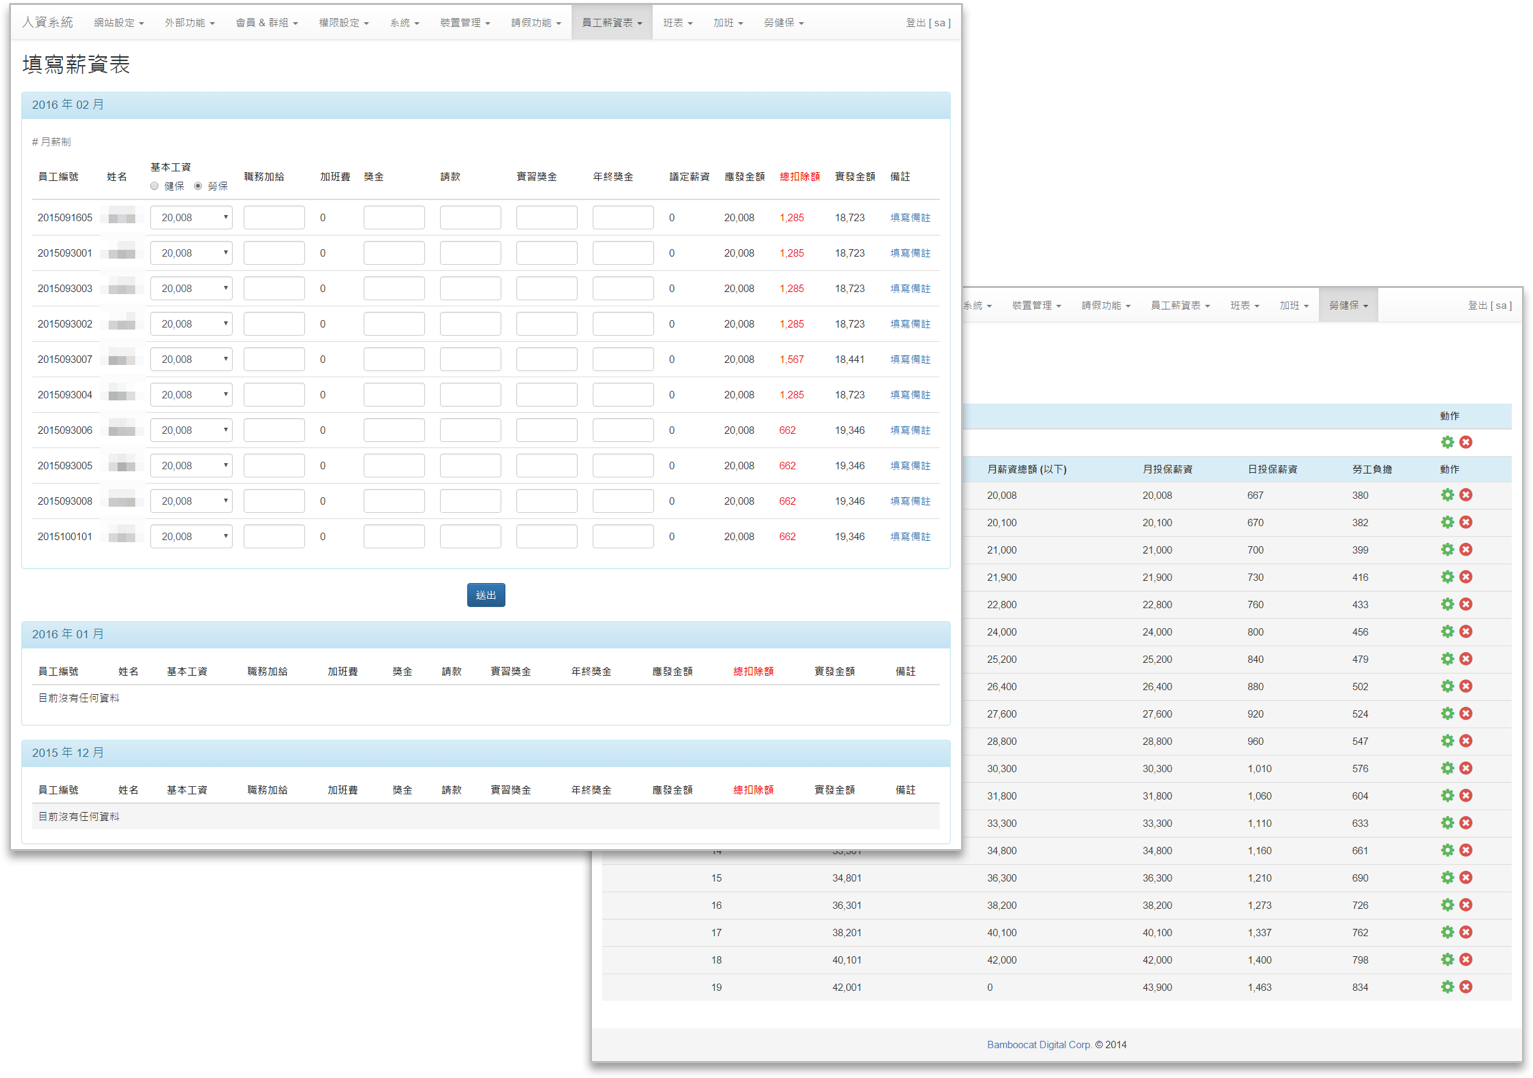 人資系統 網站設定 外部功能 會員 & 群組 權限設定 系統 裝置管理 請假功能 員工薪資表 班表 加班 勞健保 登出 [ sa ]
填寫薪資表
2016 年 02 月
# 月薪制
員工編號 姓名 基本工資 健保 勞保 職務加給 加班費 獎金 請款 實習獎金 年終獎金 議定薪資 應發金額 總扣除額 實發金額 備註
2015091605 20,008 0 0 20,008 1,285 18,723 填寫備註
2015093001 20,008 0 0 20,008 1,285 18,723 填寫備註
2015093003 20,008 0 0 20,008 1,285 18,723 填寫備註
2015093002 20,008 0 0 20,008 1,285 18,723 填寫備註
2015093007 20,008 0 0 20,008 1,567 18,441 填寫備註
2015093004 20,008 0 0 20,008 1,285 18,723 填寫備註
2015093006 20,008 0 0 20,008 662 19,346 填寫備註
2015093005 20,008 0 0 20,008 662 19,346 填寫備註
2015093008 20,008 0 0 20,008 662 19,346 填寫備註
2015100101 20,008 0 0 20,008 662 19,346 填寫備註
送出
2016 年 01 月
員工編號 姓名 基本工資 職務加給 加班費 獎金 請款 實習獎金 年終獎金 應發金額 總扣除額 實發金額 備註
目前沒有任何資料
2015 年 12 月
員工編號 姓名 基本工資 職務加給 加班費 獎金 請款 實習獎金 年終獎金 應發金額 總扣除額 實發金額 備註
目前沒有任何資料
系統 裝置管理 請假功能 員工薪資表 班表 加班 勞健保 登出 [ sa ]
動作
月薪資總額 (以下) 月投保薪資 日投保薪資 勞工負擔 動作
20,008 20,008 667 380
20,100 20,100 670 382
21,000 21,000 700 399
21,900 21,900 730 416
22,800 22,800 760 433
24,000 24,000 800 456
25,200 25,200 840 479
26,400 26,400 880 502
27,600 27,600 920 524
28,800 28,800 960 547
30,300 30,300 1,010 576
31,800 31,800 1,060 604
33,300 33,300 1,110 633
14 33,301 34,800 34,800 1,160 661
15 34,801 36,300 36,300 1,210 690
16 36,301 38,200 38,200 1,273 726
17 38,201 40,100 40,100 1,337 762
18 40,101 42,000 42,000 1,400 798
19 42,001 0 43,900 1,463 834
Bamboocat Digital Corp. © 2014